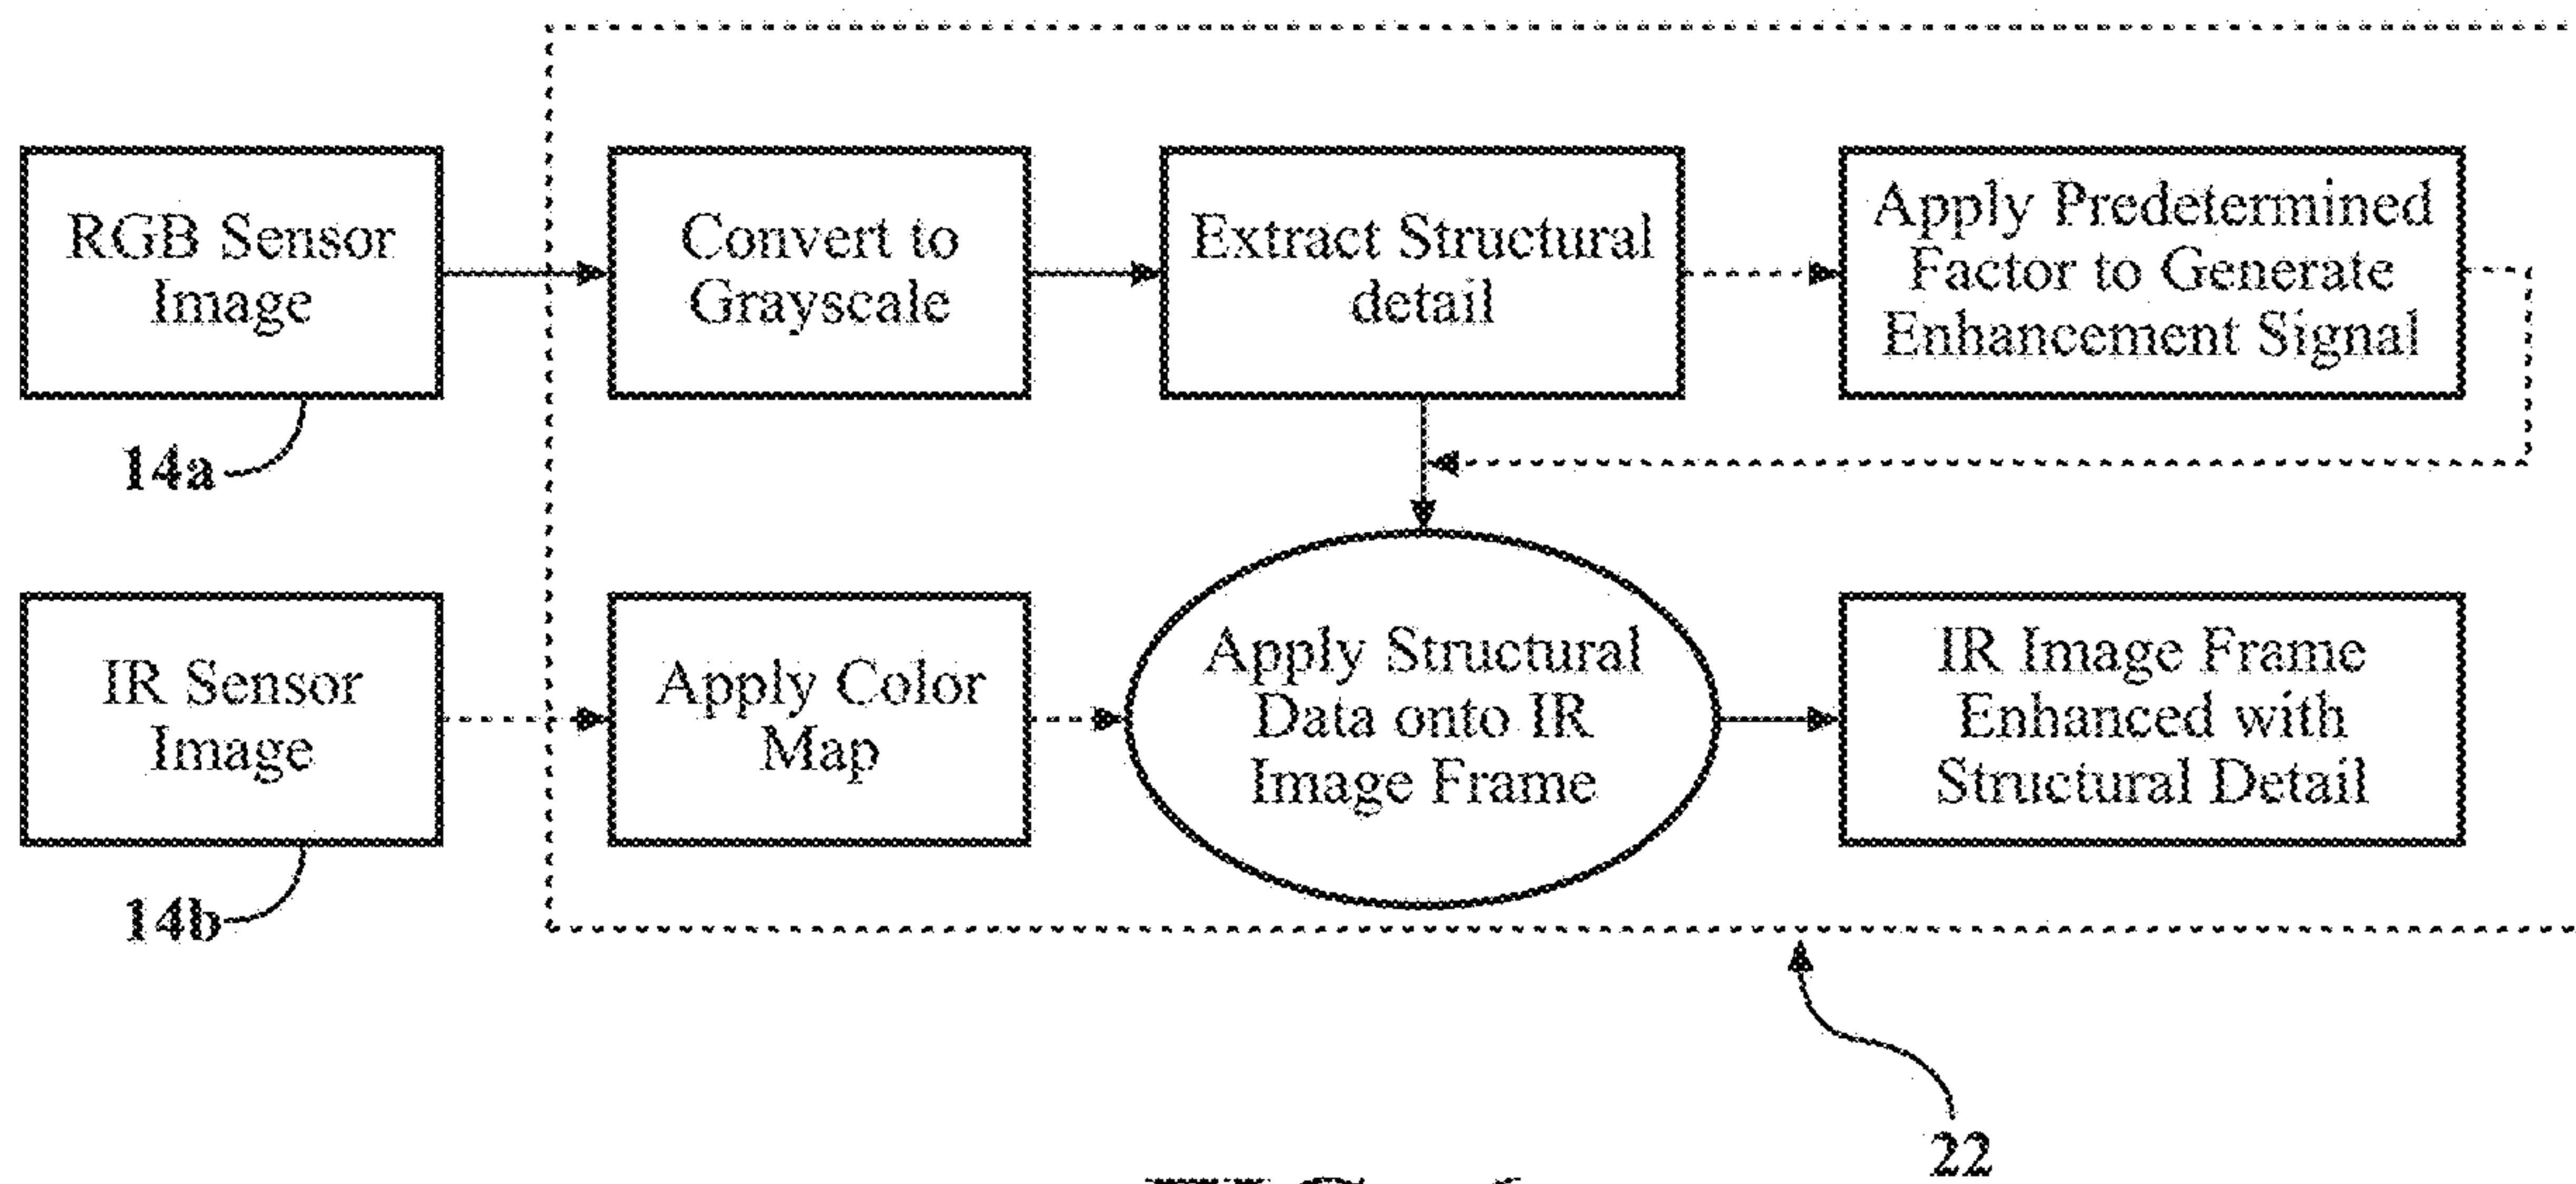 RGB Sensor
Image
Convert to
Grayscale
Extract Structural
detail
Apply Predetermined
Factor to Generate
Enhancement Signal
14a
IR Sensor
Image
Apply Color
Map
Apply Structural
Data onto IR
Image Frame
IR Image Frame
Enhanced with
Structural Detail
14b
22